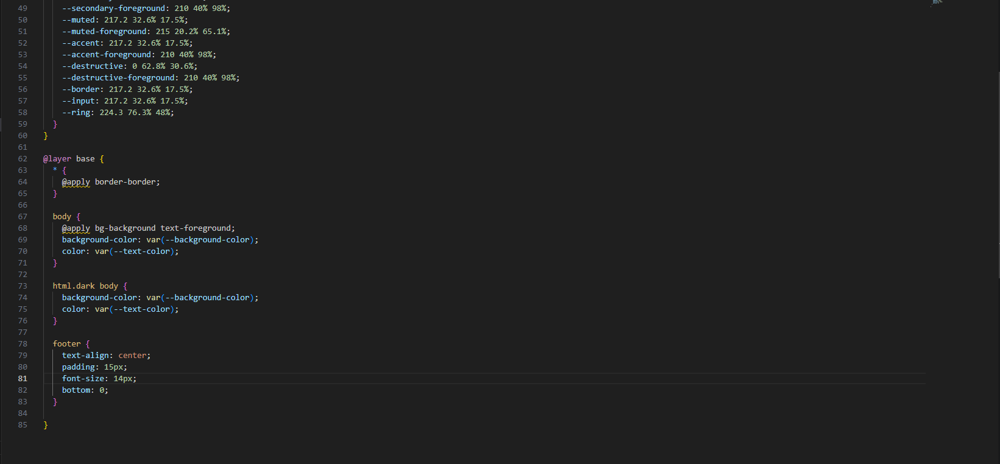 49 --secondary-foreground: 210 40% 98%;
50 --muted: 217.2 32.6% 17.5%;
51 --muted-foreground: 215 20.2% 65.1%;
52 --accent: 217.2 32.6% 17.5%;
53 --accent-foreground: 210 40% 98%;
54 --destructive: 0 62.8% 30.6%;
55 --destructive-foreground: 210 40% 98%;
56 --border: 217.2 32.6% 17.5%;
57 --input: 217.2 32.6% 17.5%;
58 --ring: 224.3 76.3% 48%;
59 }
60 }
61
62 @layer base {
63 * {
64 @apply border-border;
65 }
66
67 body {
68 @apply bg-background text-foreground;
69 background-color: var(--background-color);
70 color: var(--text-color);
71 }
72
73 html.dark body {
74 background-color: var(--background-color);
75 color: var(--text-color);
76 }
77
78 footer {
79 text-align: center;
80 padding: 15px;
81 font-size: 14px;
82 bottom: 0;
83 }
84
85 }